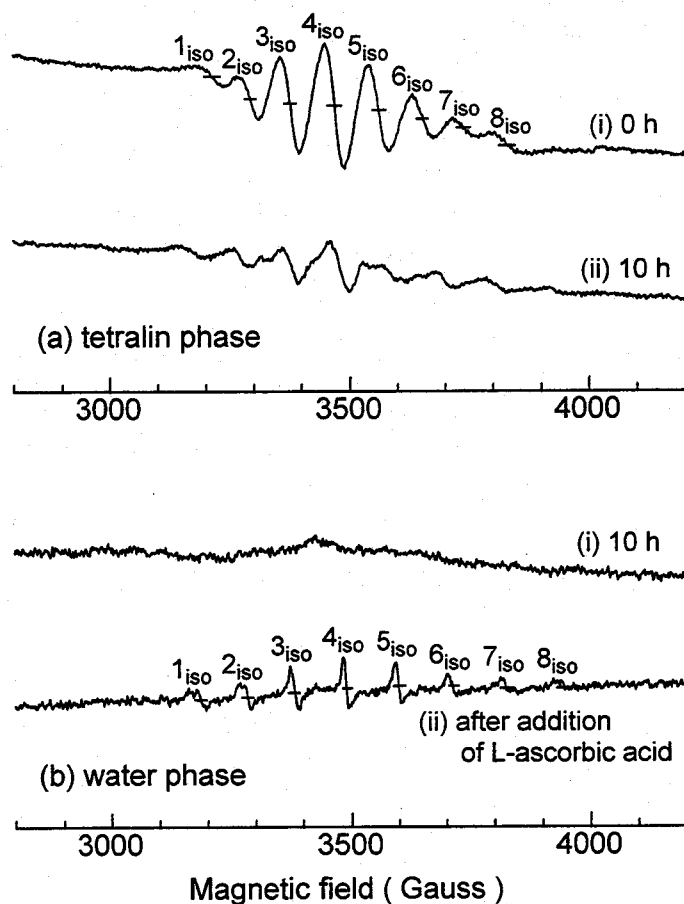 1iso
2iso
3iso
4iso
5iso
6iso
7iso
8iso
(i) 0 h
(ii) 10 h
(a) tetralin phase
3000 3500 4000
(i) 10 h
1iso
2iso
3iso
4iso
5iso
6iso
7iso
8iso
(ii) after addition
of L-ascorbic acid
(b) water phase
3000 3500 4000
Magnetic field ( Gauss )